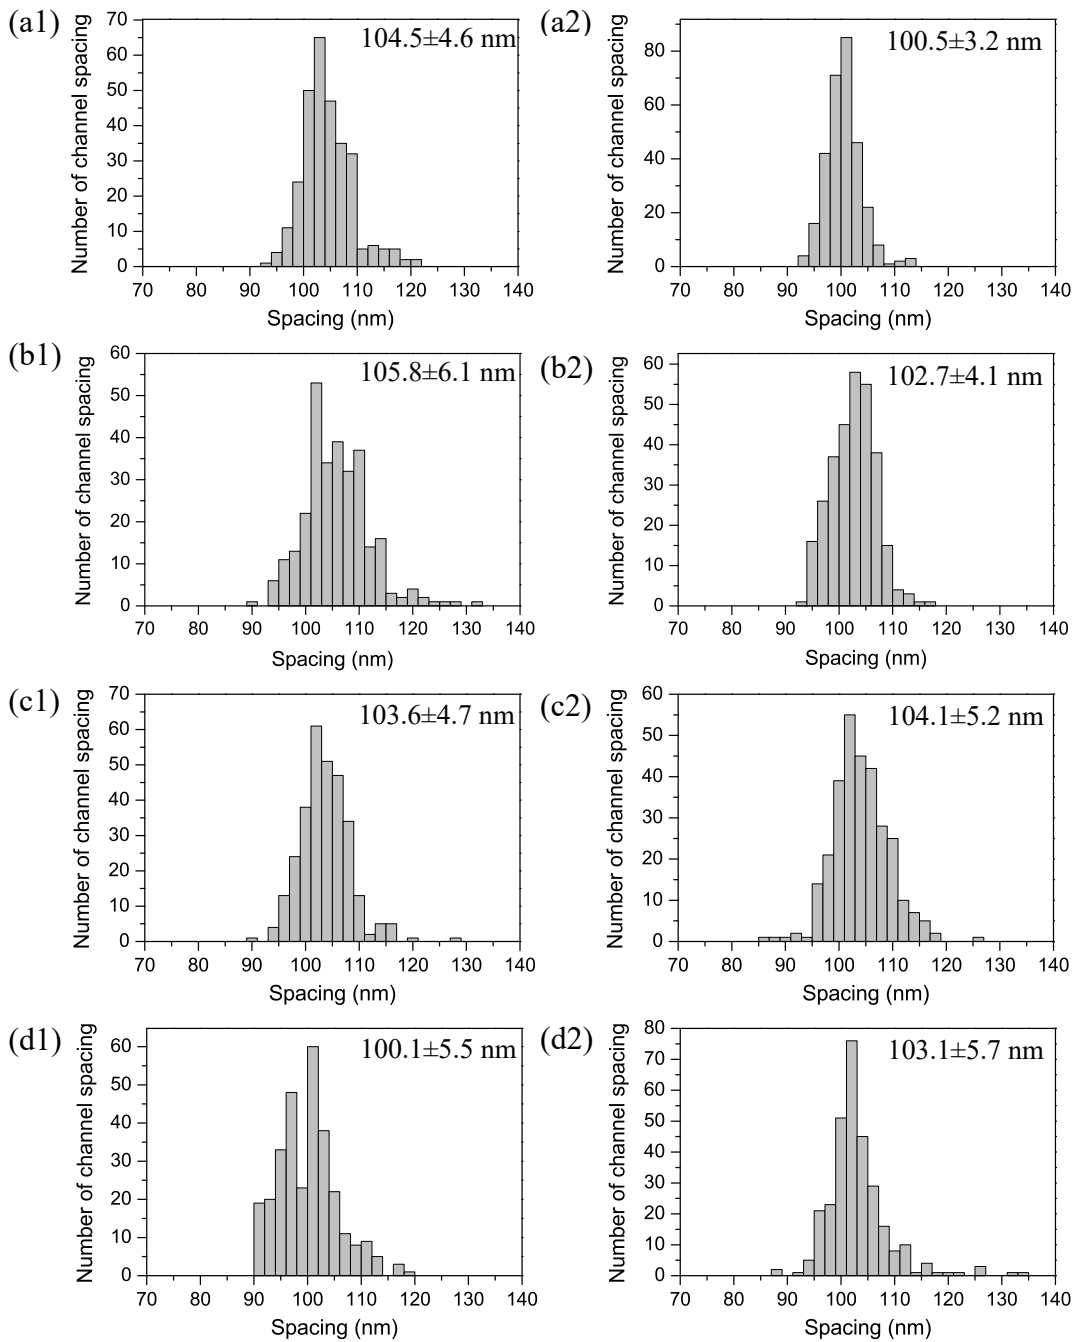 (a1)
104.5±4.6 nm
Number of channel spacing
70
60
50
40
30
20
10
0
70 80 90 100 110 120 130 140
Spacing (nm)
(a2)
100.5±3.2 nm
Number of channel spacing
80
60
40
20
0
70 80 90 100 110 120 130 140
Spacing (nm)
(b1)
105.8±6.1 nm
Number of channel spacing
60
50
40
30
20
10
0
70 80 90 100 110 120 130 140
Spacing (nm)
(b2)
102.7±4.1 nm
Number of channel spacing
60
50
40
30
20
10
0
70 80 90 100 110 120 130 140
Spacing (nm)
(c1)
103.6±4.7 nm
Number of channel spacing
70
60
50
40
30
20
10
0
70 80 90 100 110 120 130 140
Spacing (nm)
(c2)
104.1±5.2 nm
Number of channel spacing
60
50
40
30
20
10
0
70 80 90 100 110 120 130 140
Spacing (nm)
(d1)
100.1±5.5 nm
Number of channel spacing
60
50
40
30
20
10
0
70 80 90 100 110 120 130 140
Spacing (nm)
(d2)
103.1±5.7 nm
Number of channel spacing
80
70
60
50
40
30
20
10
0
70 80 90 100 110 120 130 140
Spacing (nm)